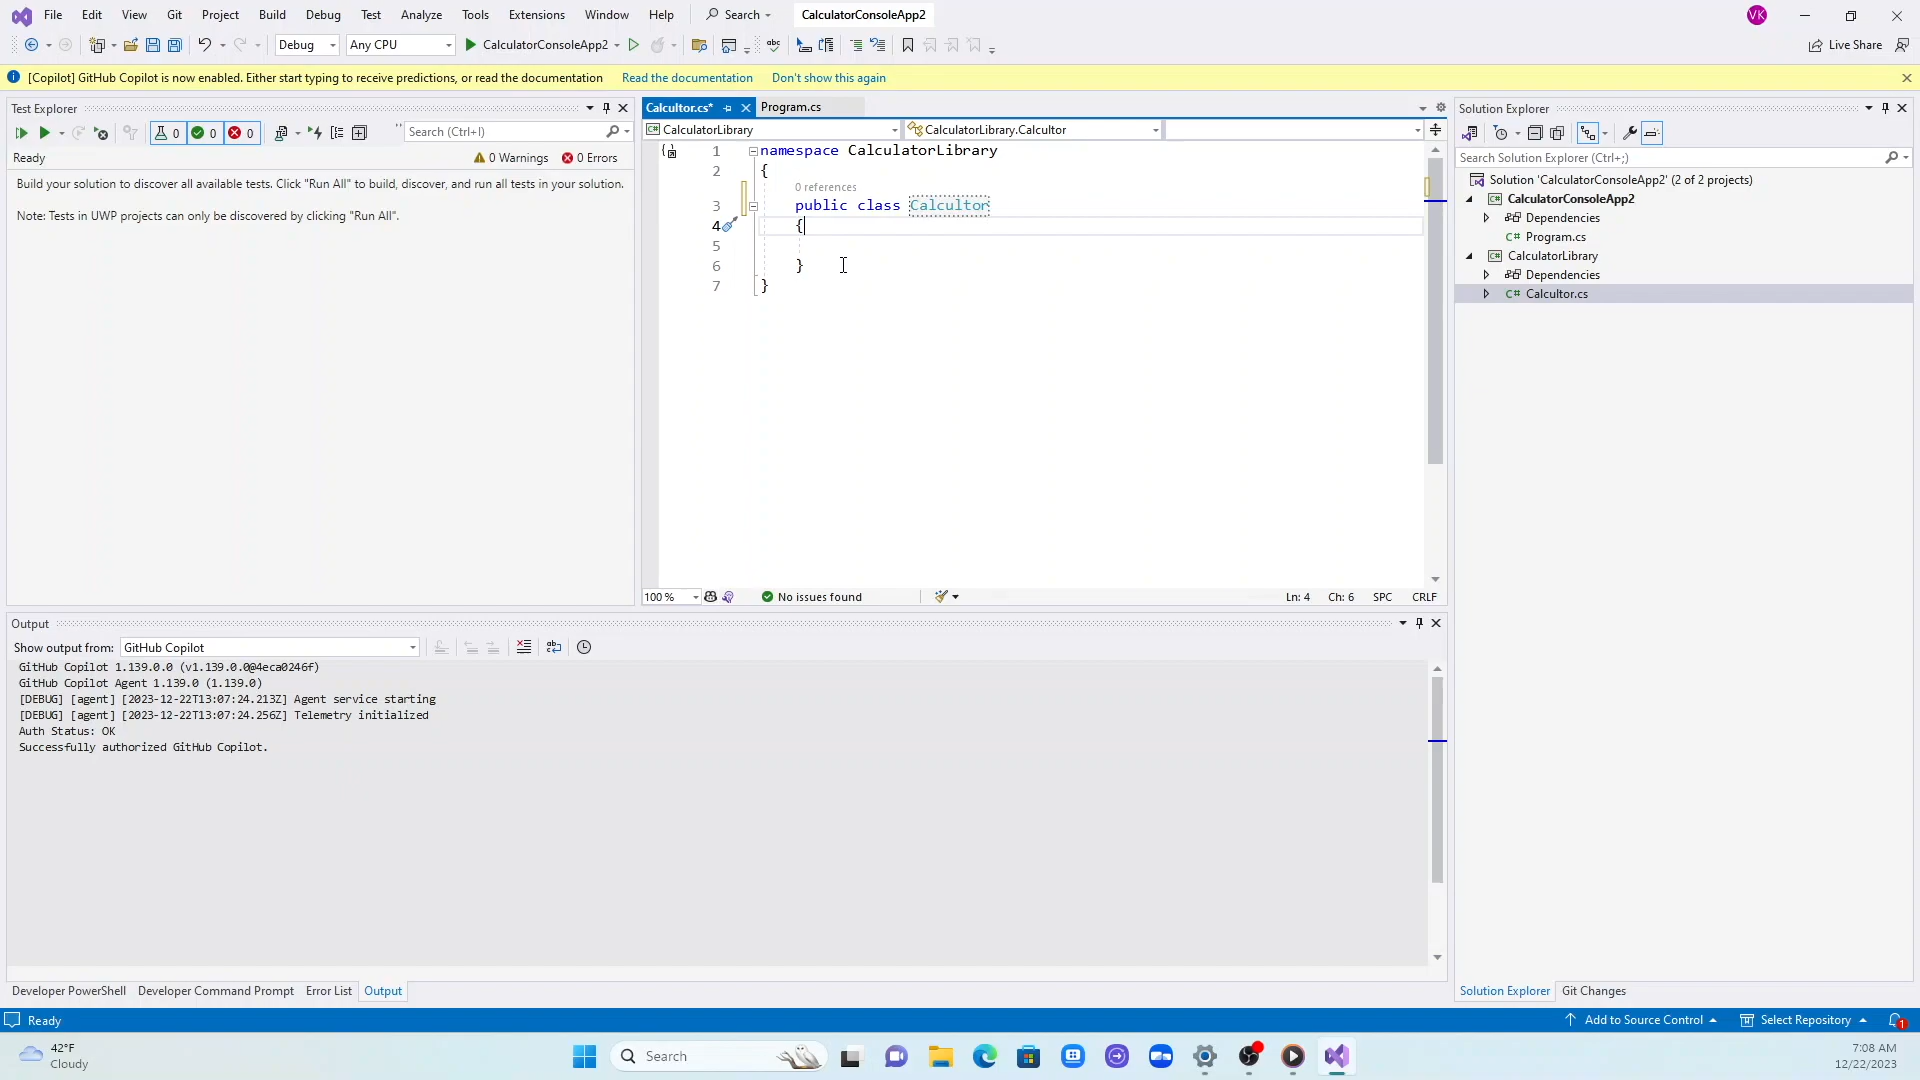 File Edit View Git Project Build Debug Test Analyze Tools Extensions Window Help Search CalculatorConsoleApp2 VK
Debug Any CPU CalculatorConsoleApp2 Live Share
[Copilot] GitHub Copilot is now enabled. Either start typing to receive predictions, or read the documentation Read the documentation Don't show this again
Test Explorer
0 0 0 Search (Ctrl+I)
Ready 0 Warnings 0 Errors
Build your solution to discover all available tests. Click "Run All" to build, discover, and run all tests in your solution.
Note: Tests in UWP projects can only be discovered by clicking "Run All".
Calcultor.cs* Program.cs
CalculatorLibrary CalculatorLibrary.Calcultor
1 namespace CalculatorLibrary
2 {
0 references
3 public class Calcultor
4 {
5
6 }
7 }
100 % No issues found Ln: 4 Ch: 6 SPC CRLF
Solution Explorer
Search Solution Explorer (Ctrl+;)
Solution 'CalculatorConsoleApp2' (2 of 2 projects)
CalculatorConsoleApp2
Dependencies
C# Program.cs
CalculatorLibrary
Dependencies
C# Calcultor.cs
Output
Show output from: GitHub Copilot
GitHub Copilot 1.139.0.0 (v1.139.0.0@4eca0246f)
GitHub Copilot Agent 1.139.0 (1.139.0)
[DEBUG] [agent] [2023-12-22T13:07:24.213Z] Agent service starting
[DEBUG] [agent] [2023-12-22T13:07:24.256Z] Telemetry initialized
Auth Status: OK
Successfully authorized GitHub Copilot.
Developer PowerShell Developer Command Prompt Error List Output
Solution Explorer Git Changes
Ready Add to Source Control Select Repository 1
42°F
Cloudy
Search
7:08 AM
12/22/2023